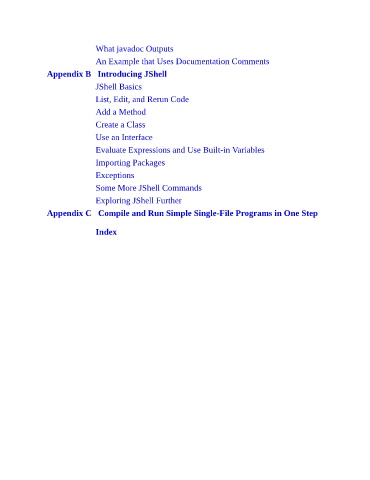 What javadoc Outputs
An Example that Uses Documentation Comments
Appendix B Introducing JShell
JShell Basics
List, Edit, and Rerun Code
Add a Method
Create a Class
Use an Interface
Evaluate Expressions and Use Built-in Variables
Importing Packages
Exceptions
Some More JShell Commands
Exploring JShell Further
Appendix C Compile and Run Simple Single-File Programs in One Step
Index